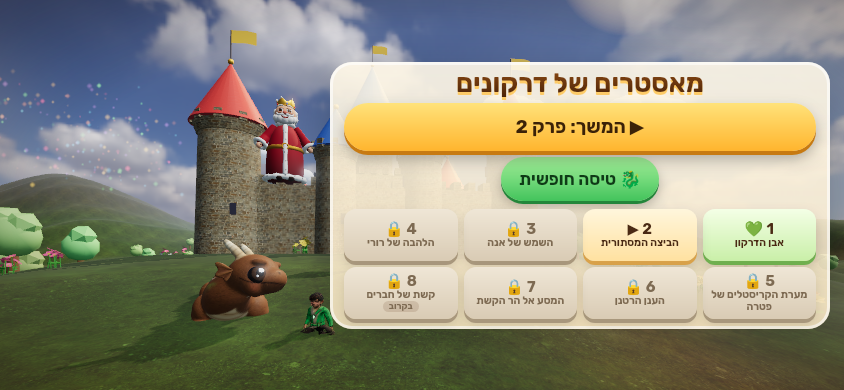 מאסטרים של דרקונים
▶ המשך: פרק 2
🐉 טיסה חופשית
1 💚
אבן הדרקון
2 ▶
הביצה המסתורית
3 🔒
השמש של אנה
4 🔒
הלהבה של רורי
5 🔒
מערת הקריסטלים של
פטרה
6 🔒
הענן הרטנן
7 🔒
המסע אל הר הקשת
8 🔒
קשת של חברים
בקרוב